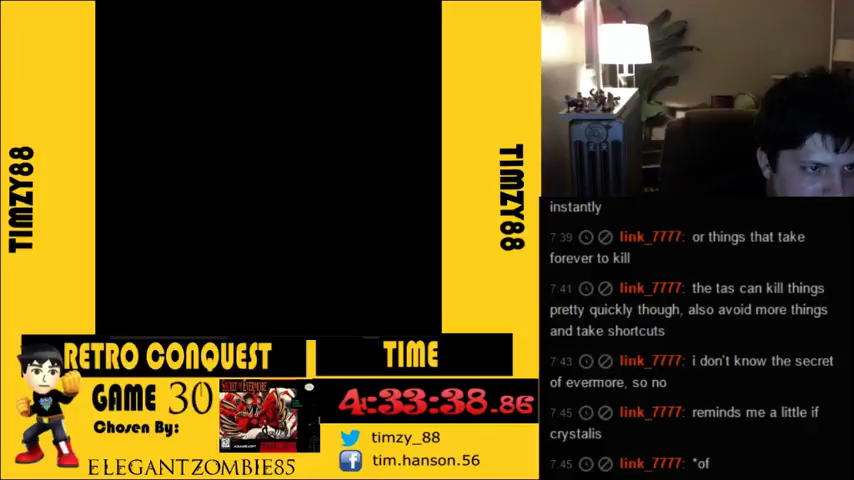 TIMZY88
TIMZY88
instantly
7:39 link_7777: or things that take
forever to kill
7:41 link_7777: the tas can kill things
pretty quickly though, also avoid more things
and take shortcuts
7:43 link_7777: i don't know the secret
of evermore, so no
7:45 link_7777: reminds me a little if
crystalis
7:45 link_7777: *of
RETRO CONQUEST
TIME
GAME 30
Chosen By:
ELEGANTZOMBIE85
4:33:38.86
timzy_88
tim.hanson.56